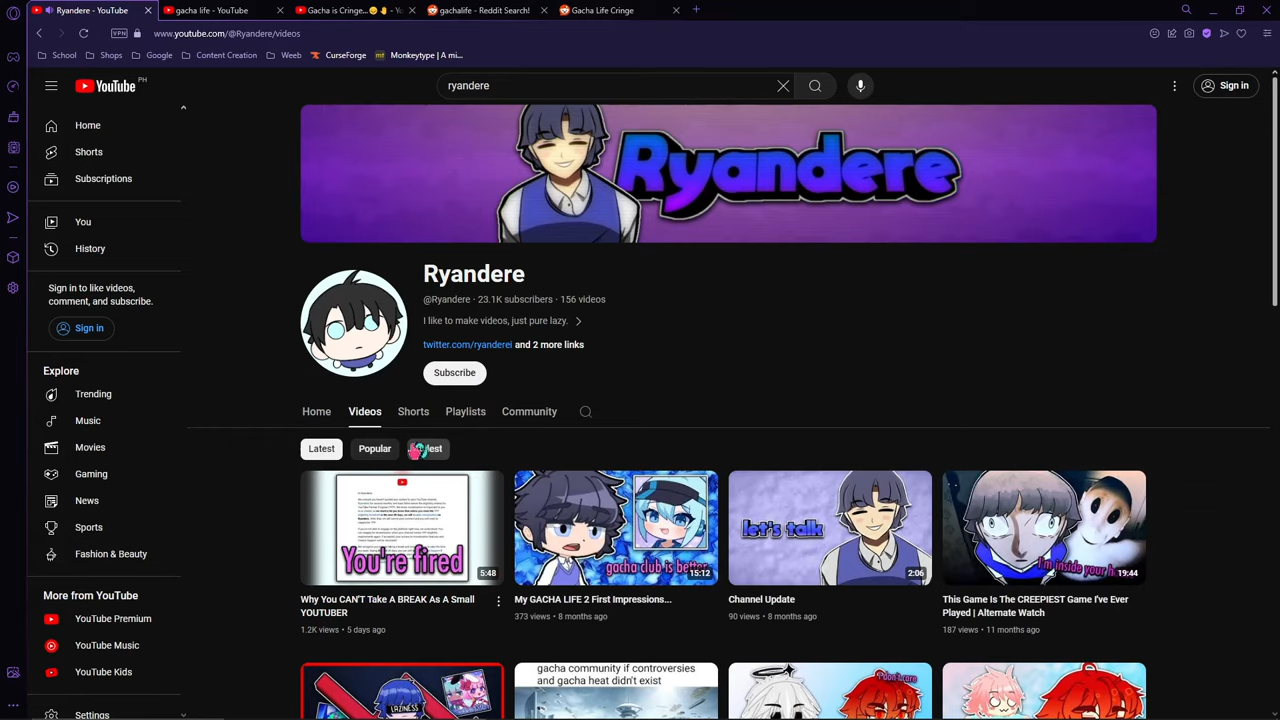 Ryandere - YouTube
gacha life - YouTube
Gacha is Cringe...
gachalife - Reddit Search!
Gacha Life Cringe
VPN
www.youtube.com/@Ryandere/videos
School
Shops
Google
Content Creation
Weeb
CurseForge
mt
Monkeytype | A mi...
YouTube
PH
ryandere
Sign in
Home
Shorts
Subscriptions
You
History
Sign in to like videos,
comment, and subscribe.
Sign in
Explore
Trending
Music
Movies
Gaming
News
Fashion & Beauty
More from YouTube
YouTube Premium
YouTube Music
YouTube Kids
Settings
Ryandere
Ryandere
@Ryandere · 23.1K subscribers · 156 videos
I like to make videos, just pure lazy.
twitter.com/ryanderei and 2 more links
Subscribe
Home
Videos
Shorts
Playlists
Community
Latest
Popular
You're fired
5:48
gacha club is better
15:12
let's talk
2:06
I'm inside your h
19:44
Why You CAN'T Take A BREAK As A Small
YOUTUBER
1.2K views · 5 days ago
My GACHA LIFE 2 First Impressions...
373 views · 8 months ago
Channel Update
90 views · 8 months ago
This Game Is The CREEPIEST Game I've Ever
Played | Alternate Watch
187 views · 11 months ago
LAZINESS
gacha community if controversies
and gacha heat didn't exist